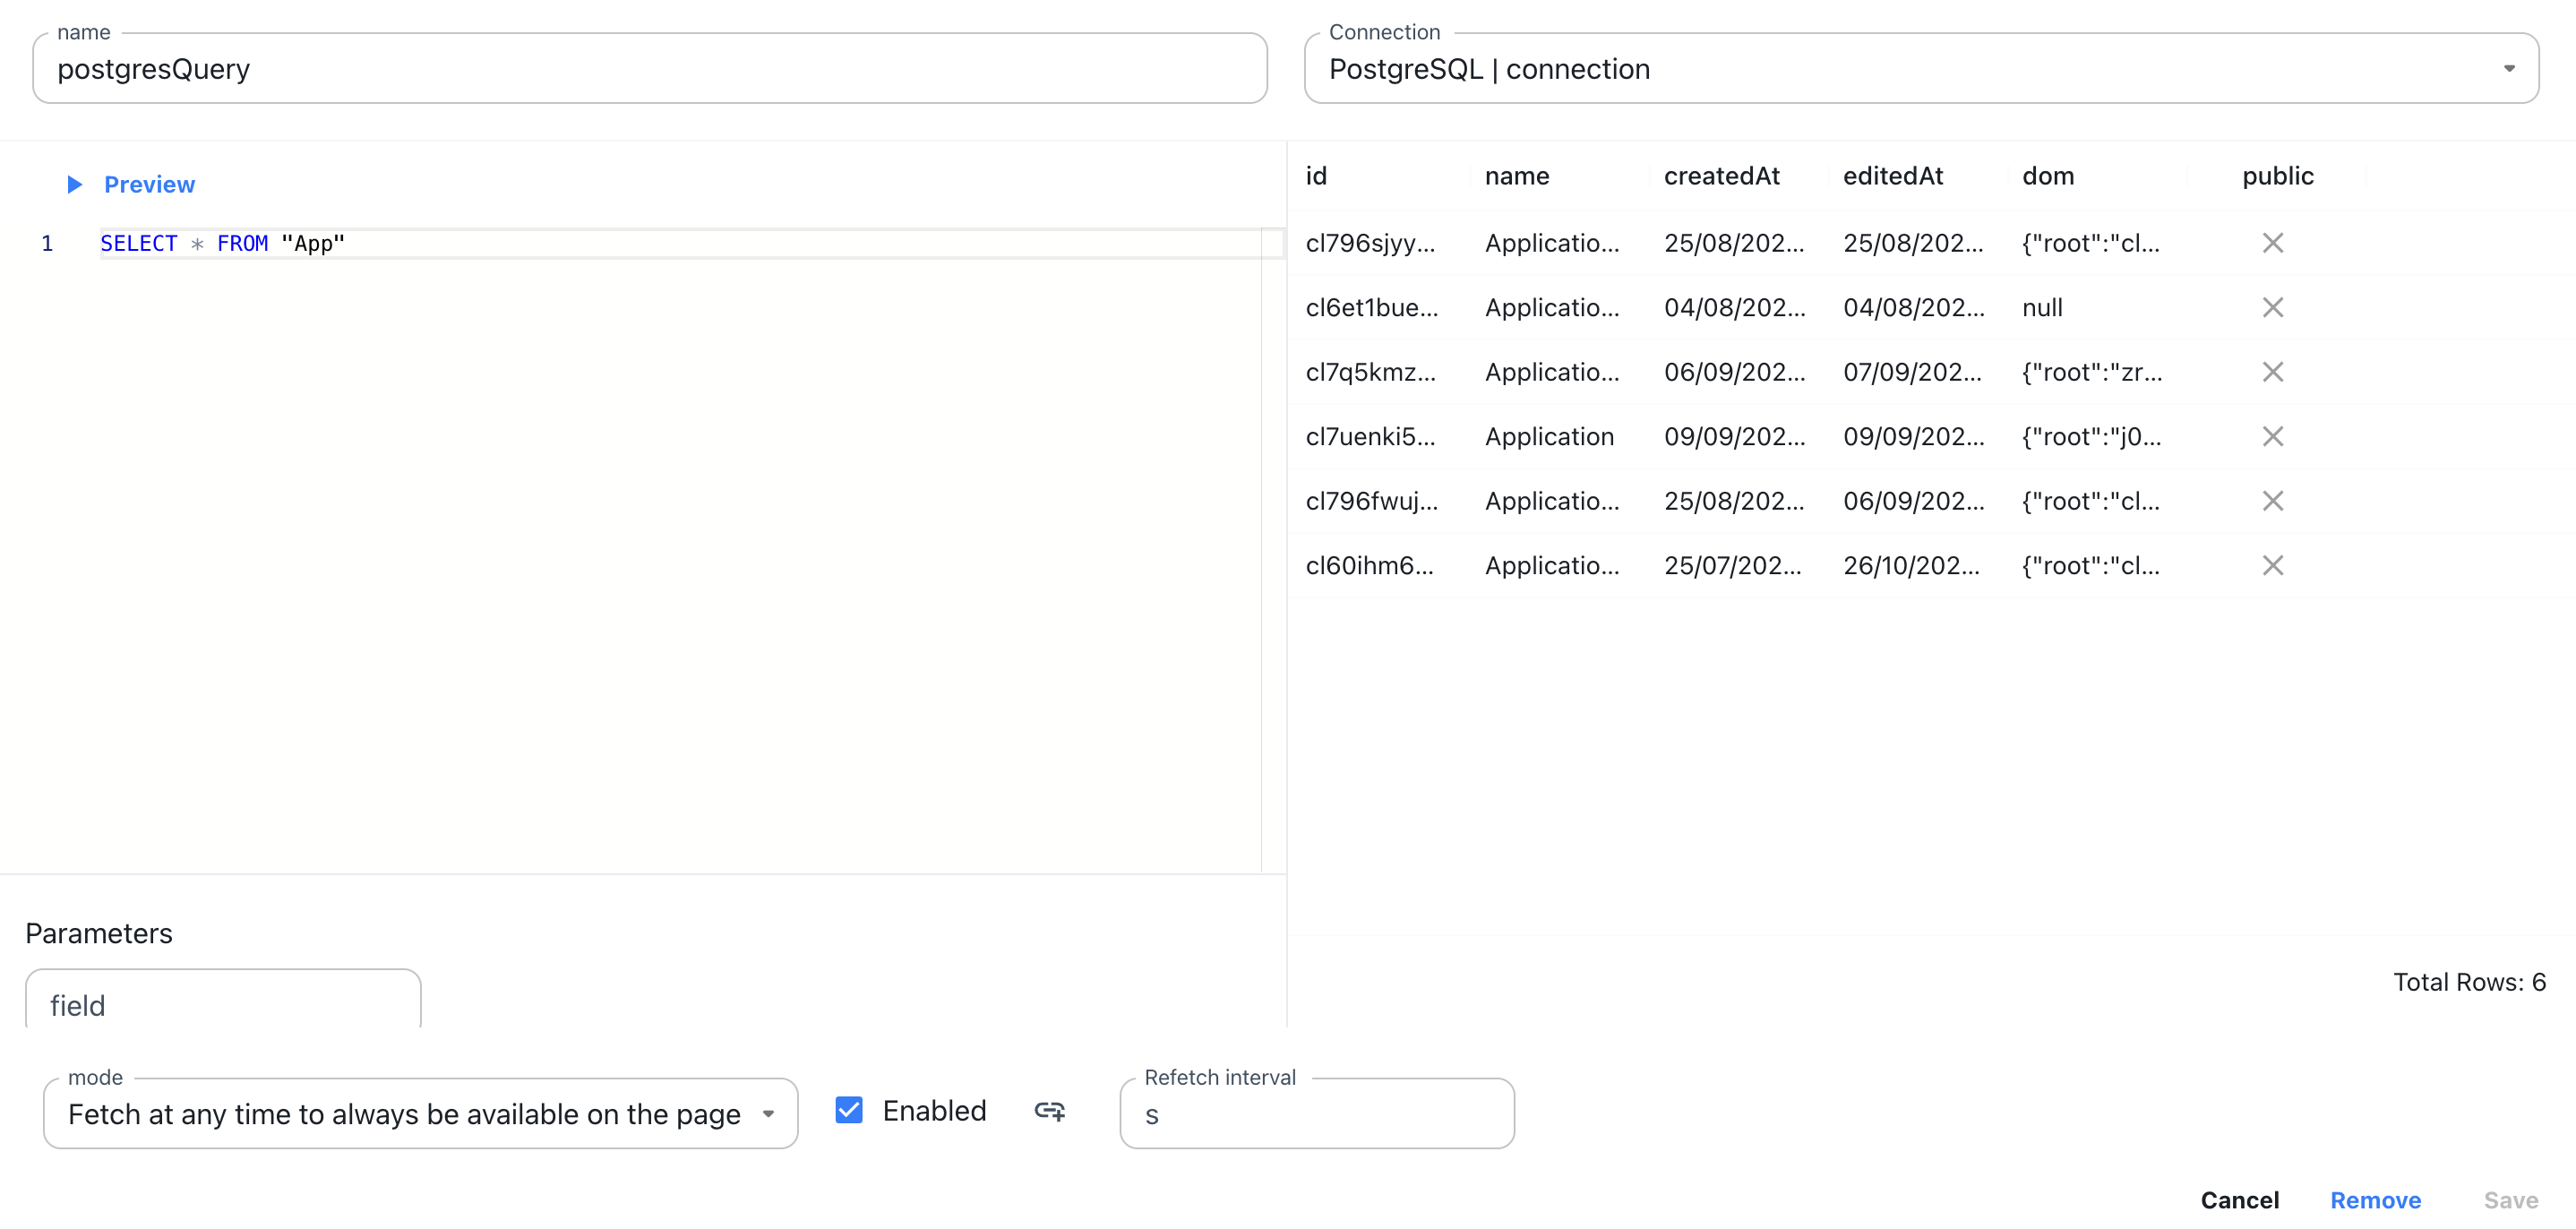 name
postgresQuery
Connection
PostgreSQL | connection
Preview
1 SELECT * FROM "App"
id name createdAt editedAt dom public
cl796sjyy... Applicatio... 25/08/202... 25/08/202... {"root":"cl...
cl6et1bue... Applicatio... 04/08/202... 04/08/202... null
cl7q5kmz... Applicatio... 06/09/202... 07/09/202... {"root":"zr...
cl7uenki5... Application 09/09/202... 09/09/202... {"root":"j0...
cl796fwuj... Applicatio... 25/08/202... 06/09/202... {"root":"cl...
cl60ihm6... Applicatio... 25/07/202... 26/10/202... {"root":"cl...
Parameters
field
Total Rows: 6
mode
Fetch at any time to always be available on the page
Enabled
Refetch interval
s
Cancel Remove Save